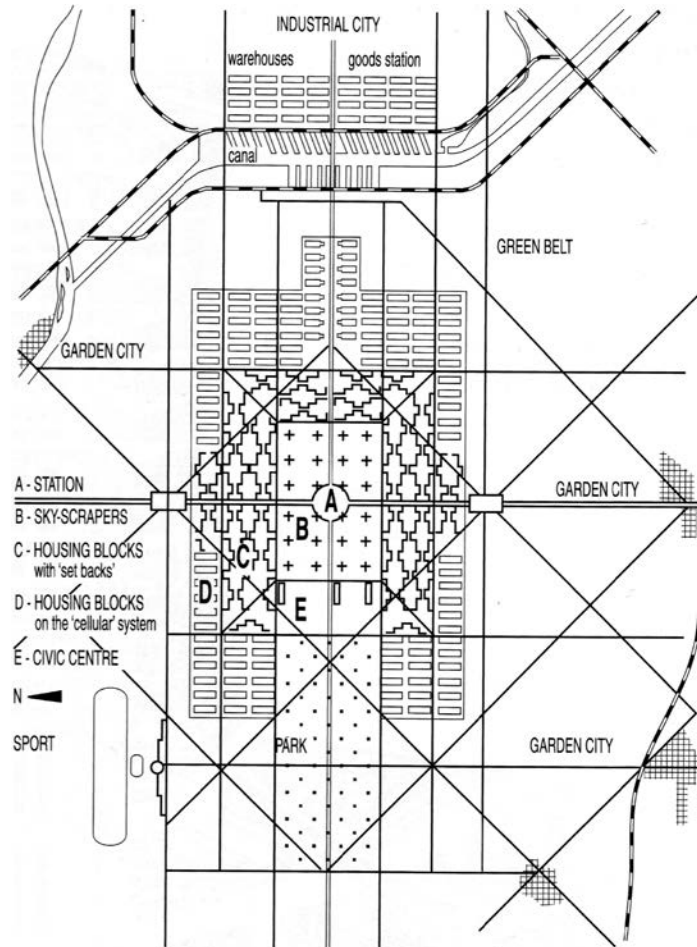 INDUSTRIAL CITY
warehouses
goods station
canal
GREEN BELT
GARDEN CITY
A - STATION
B - SKY-SCRAPERS
C - HOUSING BLOCKS
with 'set backs'
D - HOUSING BLOCKS
on the 'cellular' system
E - CIVIC CENTRE
N
SPORT
A
B
C
D
E
GARDEN CITY
PARK
GARDEN CITY